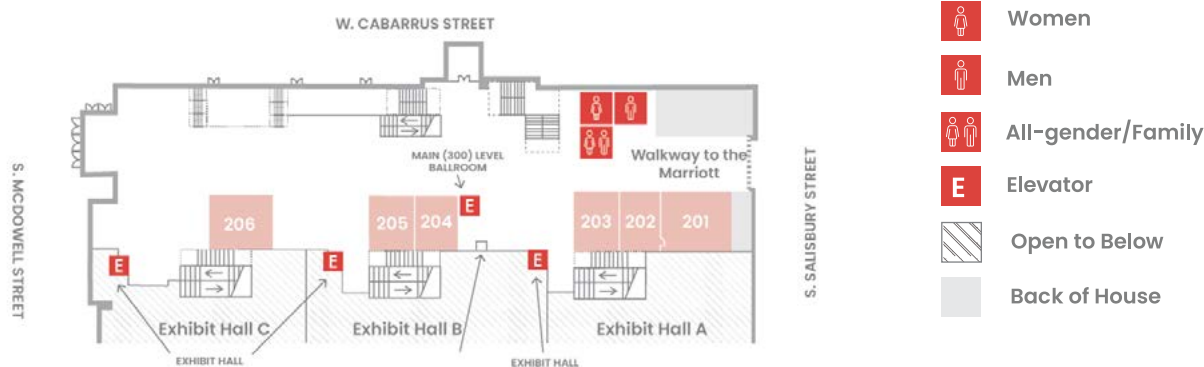 W. CABARRUS STREET
Women
Men
All-gender/Family
Elevator
Open to Below
Back of House
MAIN (300) LEVEL
BALLROOM
Walkway to the
Marriott
S. MCDOWELL STREET
S. SALISBURY STREET
206
205
204
E
203
202
201
E
E
E
Exhibit Hall C
Exhibit Hall B
Exhibit Hall A
EXHIBIT HALL
EXHIBIT HALL
E